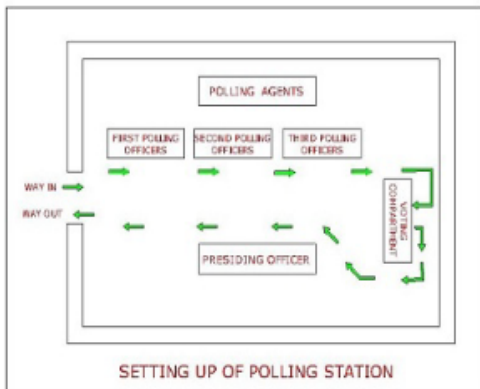 POLLING AGENTS
FIRST POLLING
OFFICERS
SECOND POLLING
OFFICERS
THIRD POLLING
OFFICERS
WAY IN
WAY OUT
VOTING
COMPARTMENT
PRESIDING OFFICER
SETTING UP OF POLLING STATION